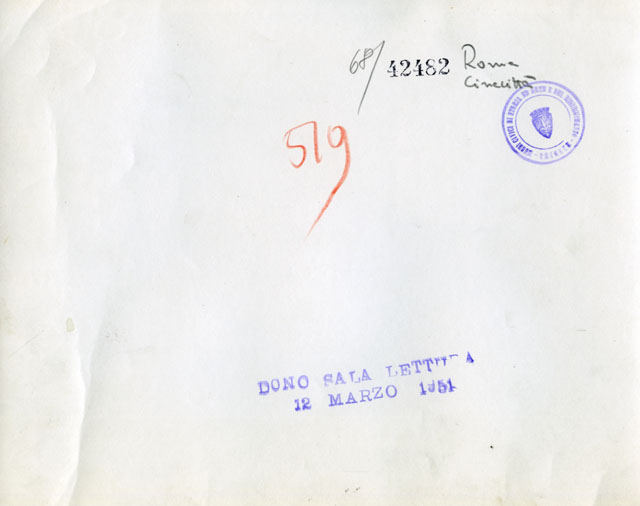 68/ 42482 Roma
Cinecittà
519
DONO SALA LETTURA
12 MARZO 1951